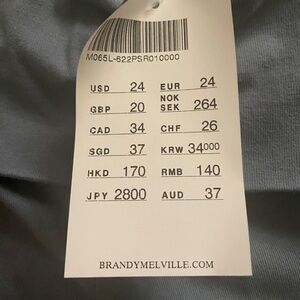 M065L-622PSR010000
USD 24 EUR 24
GBP 20 NOK SEK 264
CAD 34 CHF 26
SGD 37 KRW 34000
HKD 170 RMB 140
JPY 2800 AUD 37
BRANDYMELVILLE.COM